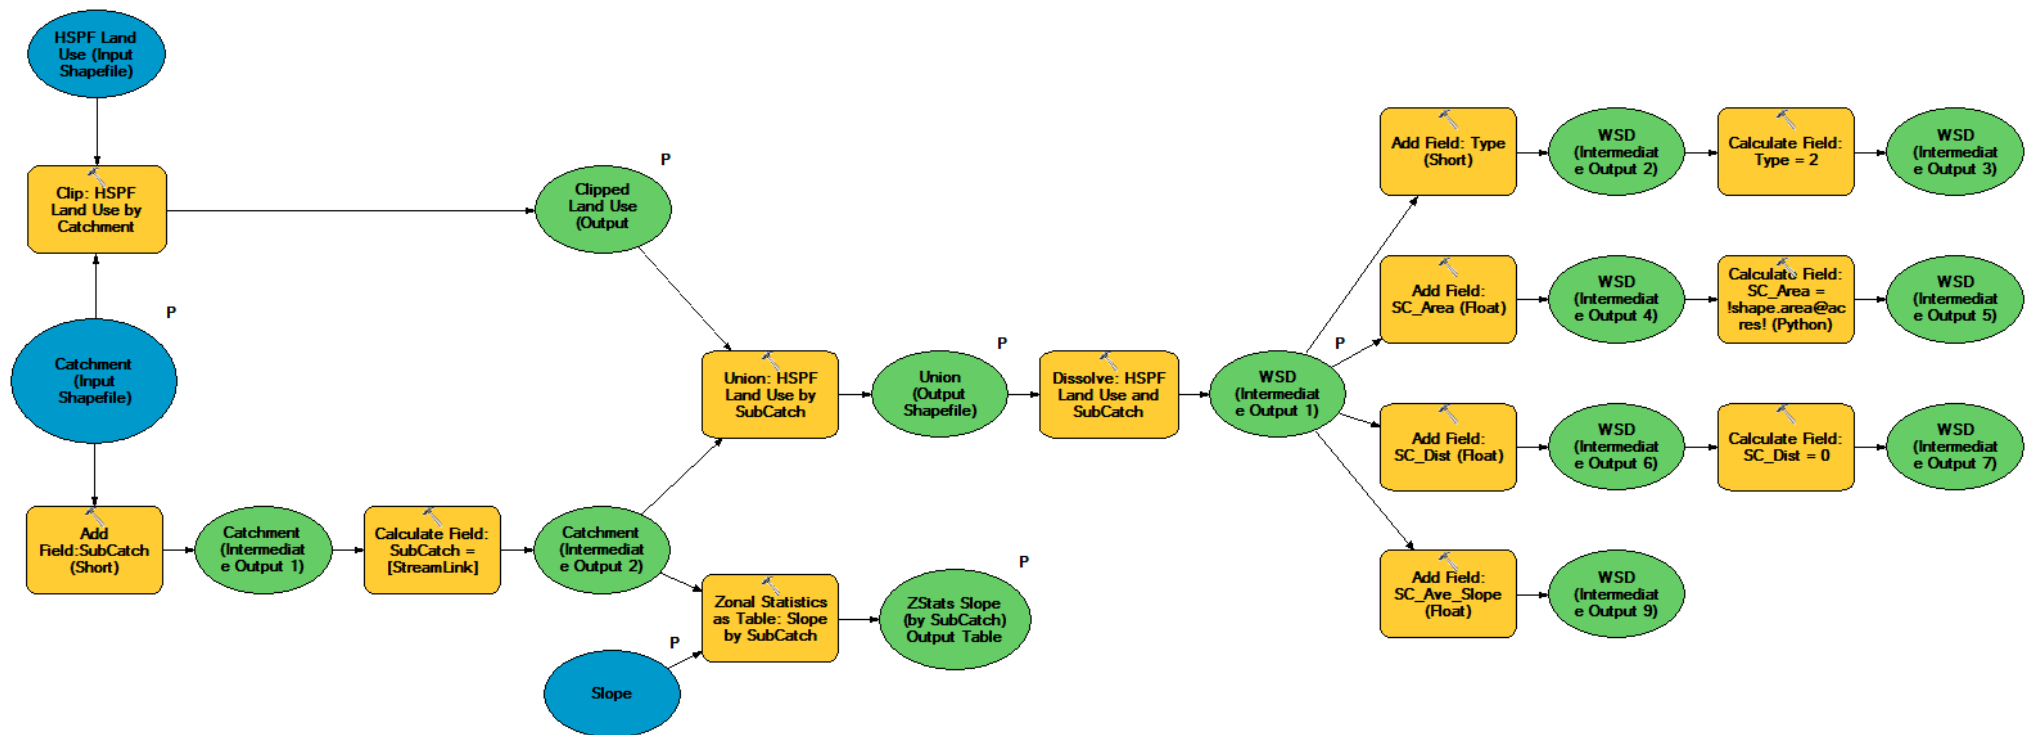 HSPF Land
Use (Input
Shapefile)
Clip: HSPF
Land Use by
Catchment
P
Catchment
(Input
Shapefile)
Add
Field:SubCatch
(Short)
Catchment
(Intermediat
e Output 1)
Calculate Field:
SubCatch =
[StreamLink]
P
Clipped
Land Use
(Output
Catchment
(Intermediat
e Output 2)
P
Slope
Union: HSPF
Land Use by
SubCatch
Zonal Statistics
as Table: Slope
by SubCatch
P
Union
(Output
Shapefile)
P
ZStats Slope
(by SubCatch)
Output Table
Dissolve: HSPF
Land Use and
SubCatch
P
WSD
(Intermediat
e Output 1)
Add Field: Type
(Short)
WSD
(Intermediat
e Output 2)
Calculate Field:
Type = 2
WSD
(Intermediat
e Output 3)
Add Field:
SC_Area (Float)
WSD
(Intermediat
e Output 4)
Calculate Field:
SC_Area =
!shape.area@ac
res! (Python)
WSD
(Intermediat
e Output 5)
Add Field:
SC_Dist (Float)
WSD
(Intermediat
e Output 6)
Calculate Field:
SC_Dist = 0
WSD
(Intermediat
e Output 7)
Add Field:
SC_Ave_Slope
(Float)
WSD
(Intermediat
e Output 9)